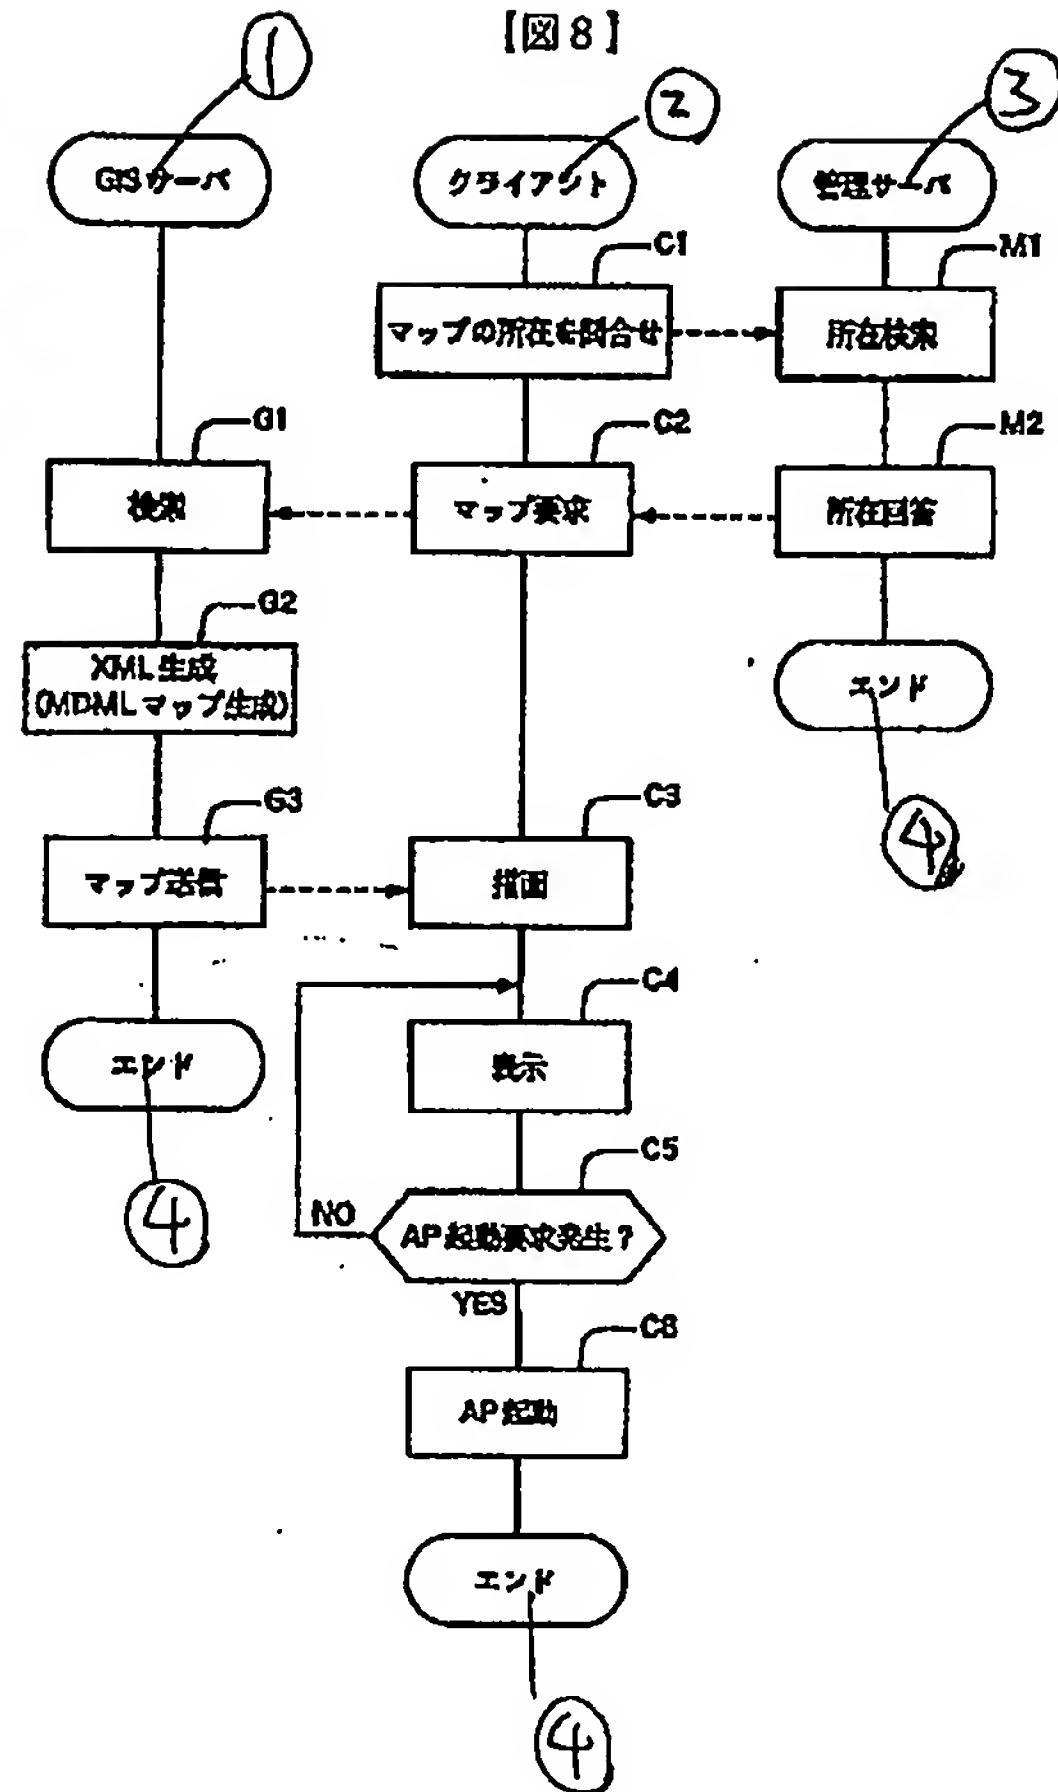 【図8】
①
②
③
GISサーバ
クライアント
管理サーバ
C1
M1
マップの所在を問合せ
所在検索
G1
C2
M2
検索
マップ要求
所在回答
G2
XML生成
(MDMLマップ生成)
エンド
④
G3
C3
マップ送信
描画
C4
エンド
表示
④
C5
NO
AP起動要求発生？
YES
C6
AP起動
エンド
④